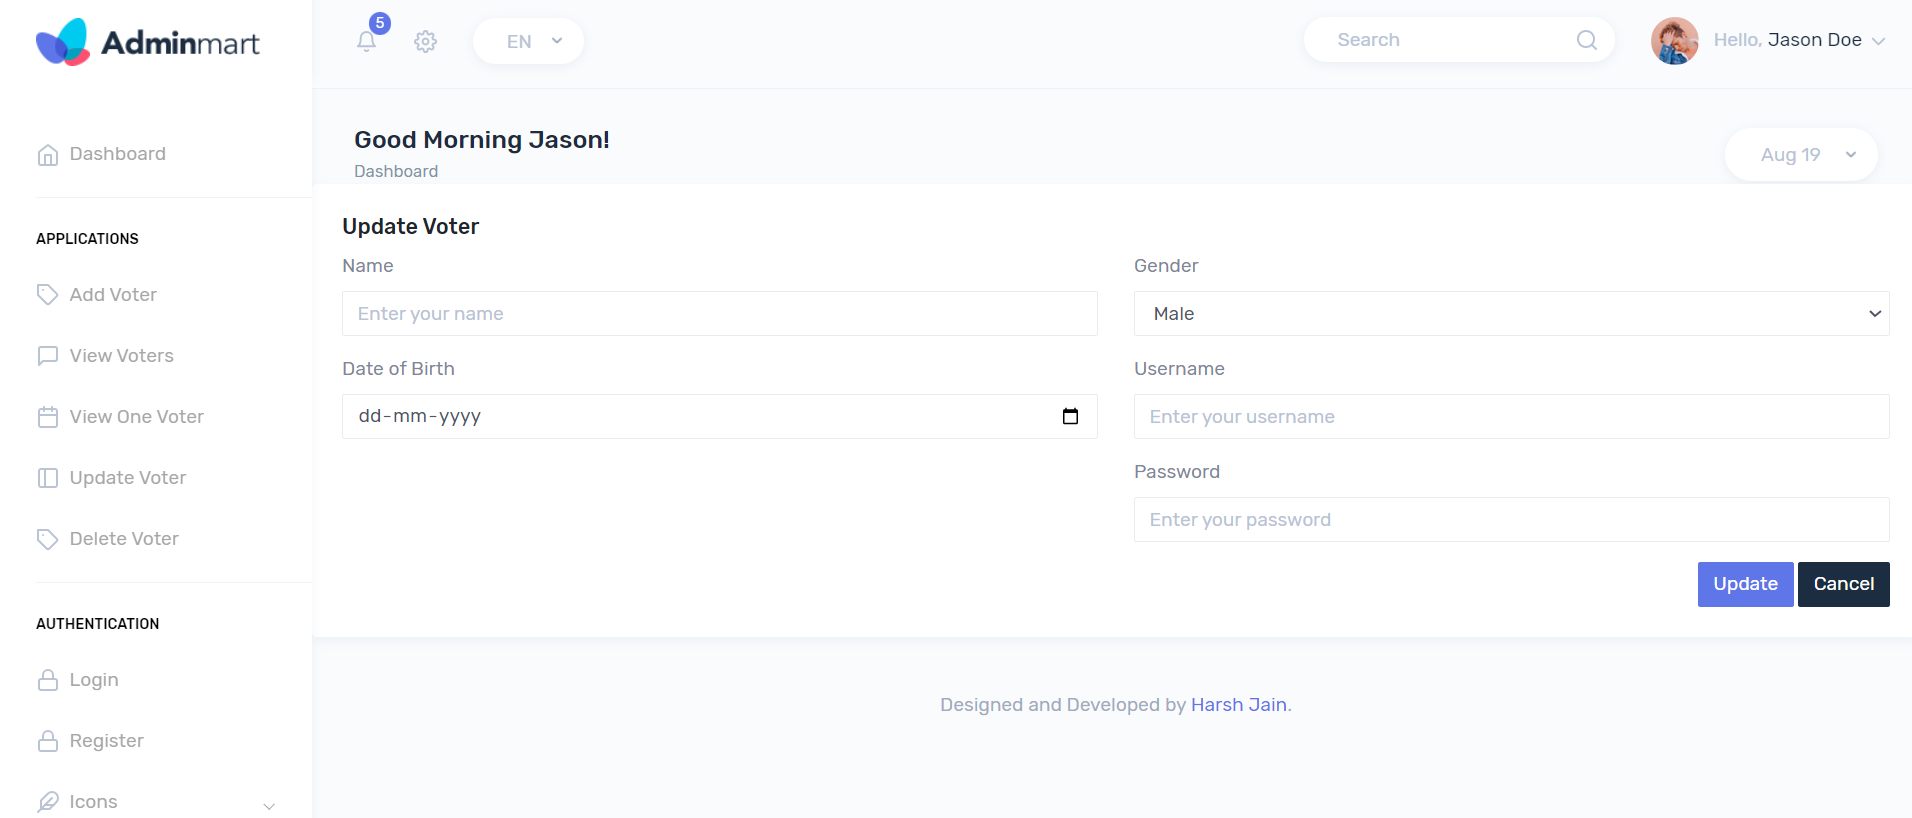 Adminmart
5
EN
Search
Hello, Jason Doe
Dashboard
APPLICATIONS
Add Voter
View Voters
View One Voter
Update Voter
Delete Voter
AUTHENTICATION
Login
Register
Icons
Good Morning Jason!
Dashboard
Aug 19
Update Voter
Name
Enter your name
Gender
Male
Date of Birth
dd-mm-yyyy
Username
Enter your username
Password
Enter your password
Update
Cancel
Designed and Developed by Harsh Jain.